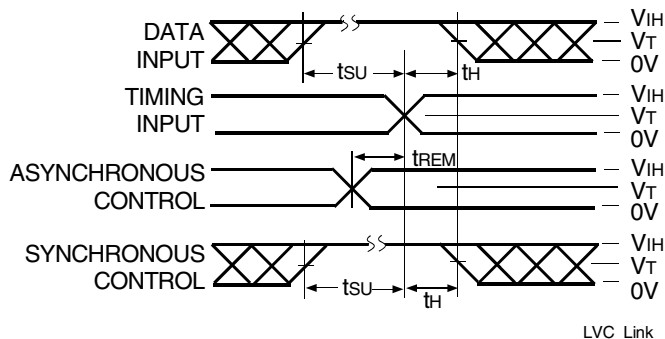 DATA
INPUT
tSU
tH
VIH
VT
0V
TIMING
INPUT
VIH
VT
0V
ASYNCHRONOUS
CONTROL
tREM
VIH
VT
0V
SYNCHRONOUS
CONTROL
tSU
tH
VIH
VT
0V
LVC Link